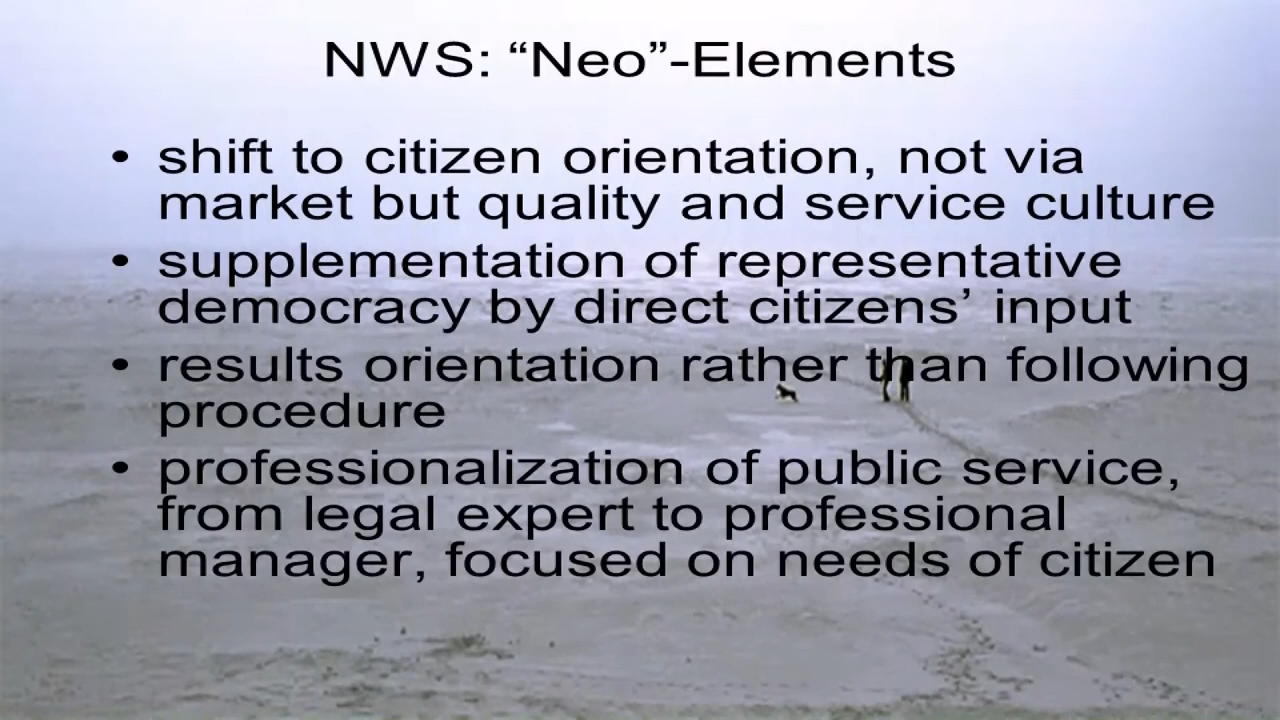 NWS: “Neo”-Elements
• shift to citizen orientation, not via
market but quality and service culture
• supplementation of representative
democracy by direct citizens’ input
• results orientation rather than following
procedure
• professionalization of public service,
from legal expert to professional
manager, focused on needs of citizen